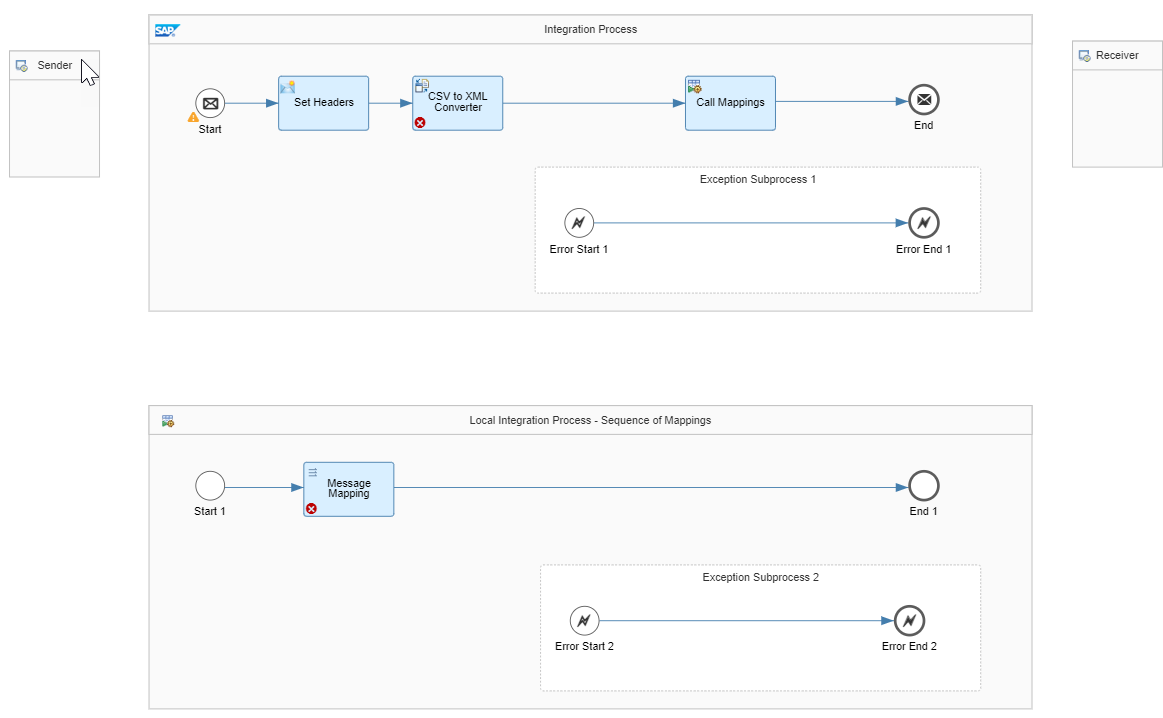 SAP
Integration Process
Sender
Receiver
Set Headers
CSV to XML
Converter
Call Mappings
Start
End
Exception Subprocess 1
Error Start 1
Error End 1
Local Integration Process - Sequence of Mappings
Message
Mapping
Start 1
End 1
Exception Subprocess 2
Error Start 2
Error End 2